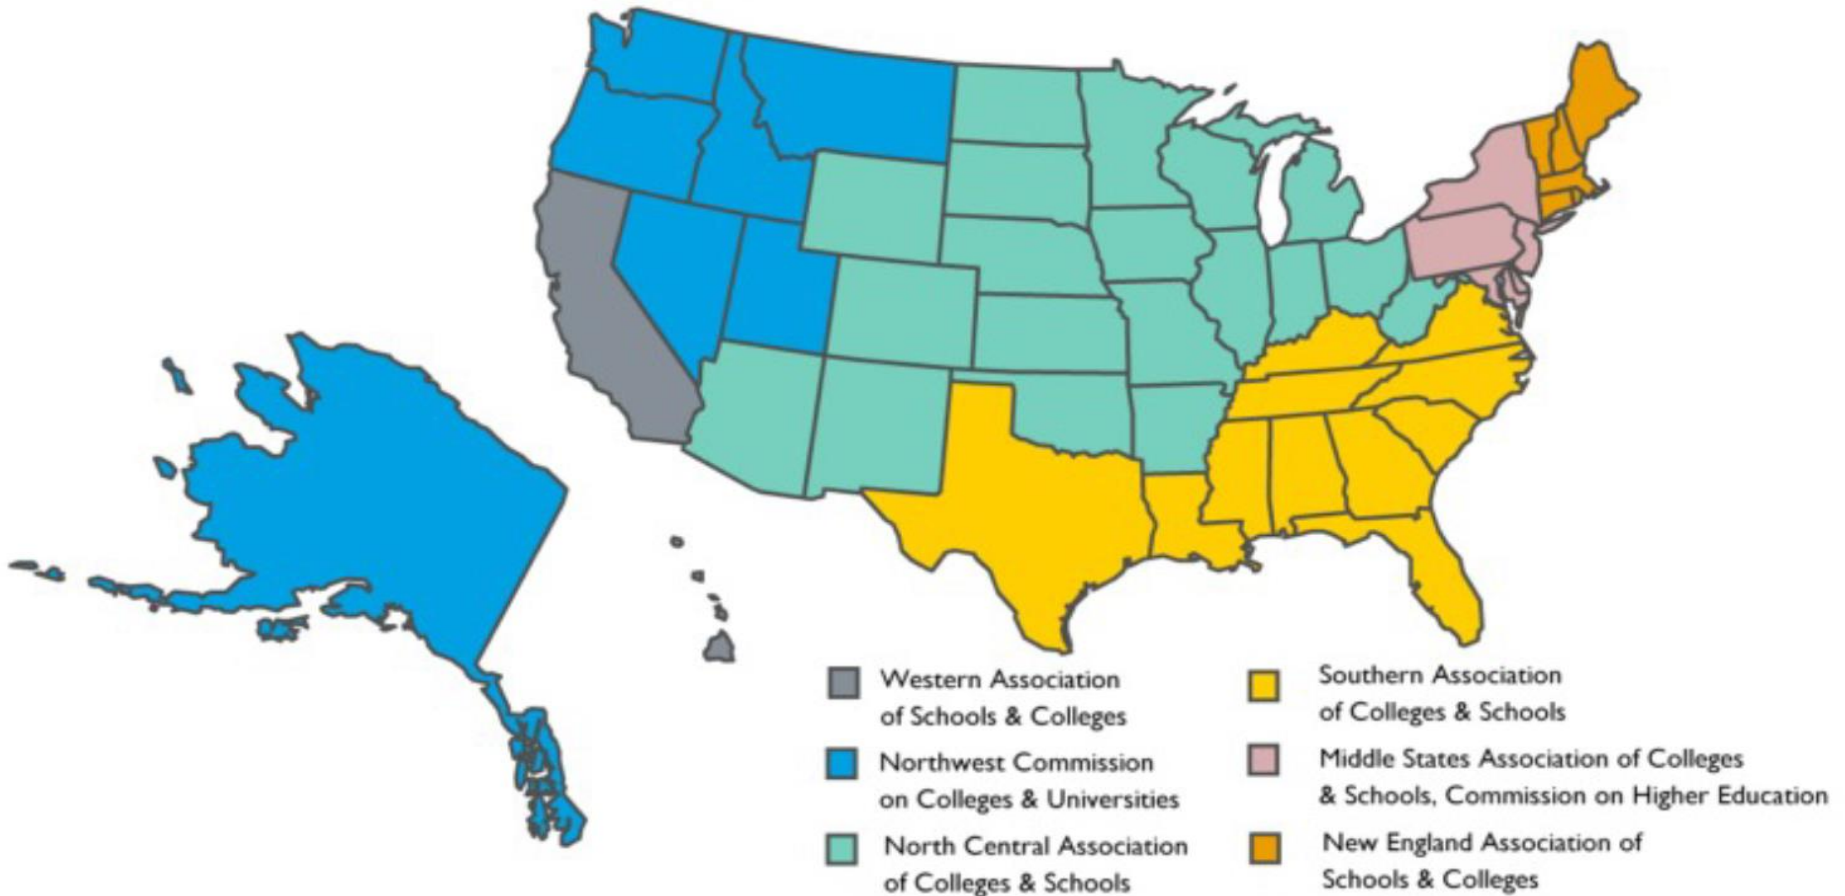 Western Association
of Schools & Colleges
Northwest Commission
on Colleges & Universities
North Central Association
of Colleges & Schools
Southern Association
of Colleges & Schools
Middle States Association of Colleges
& Schools, Commission on Higher Education
New England Association of
Schools & Colleges